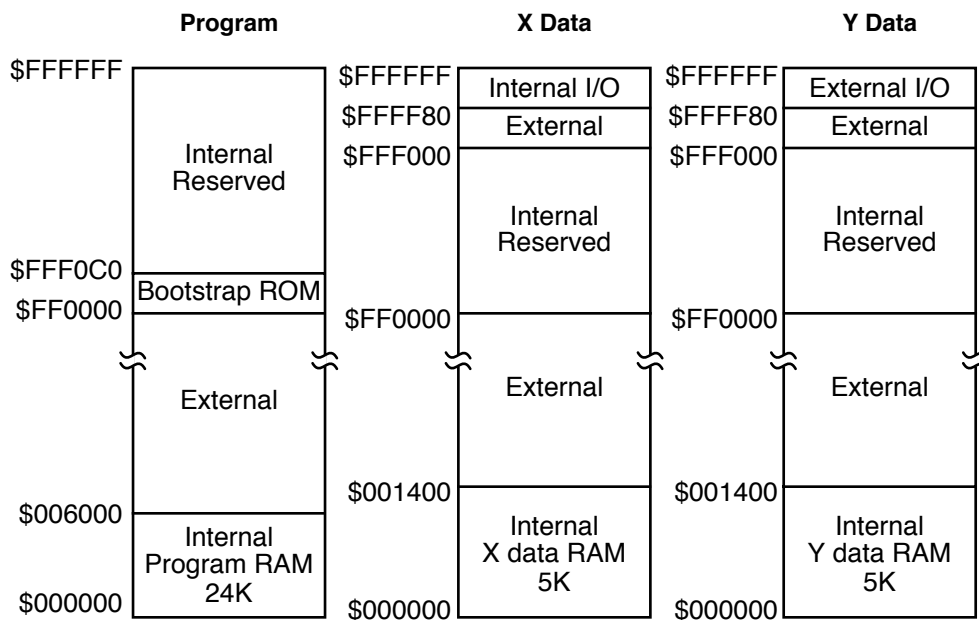 Program
$FFFFFF
Internal
Reserved
$FFF0C0
Bootstrap ROM
$FF0000
External
$006000
Internal
Program RAM
24K
$000000
X Data
$FFFFFF
Internal I/O
$FFFF80
External
$FFF000
Internal
Reserved
$FF0000
External
$001400
Internal
X data RAM
5K
$000000
Y Data
$FFFFFF
External I/O
$FFFF80
External
$FFF000
Internal
Reserved
$FF0000
External
$001400
Internal
Y data RAM
5K
$000000